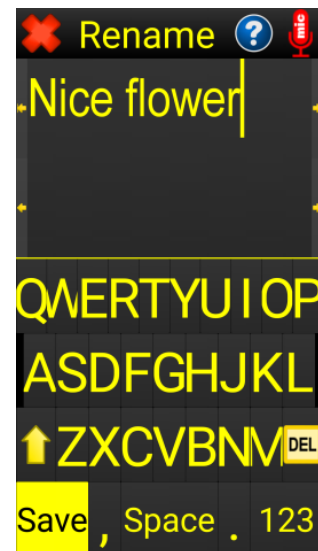 Rename ? mic
Nice flower
QWERTYUIOP
ASDFGHJKL
ZXCVBNM DEL
Save , Space . 123